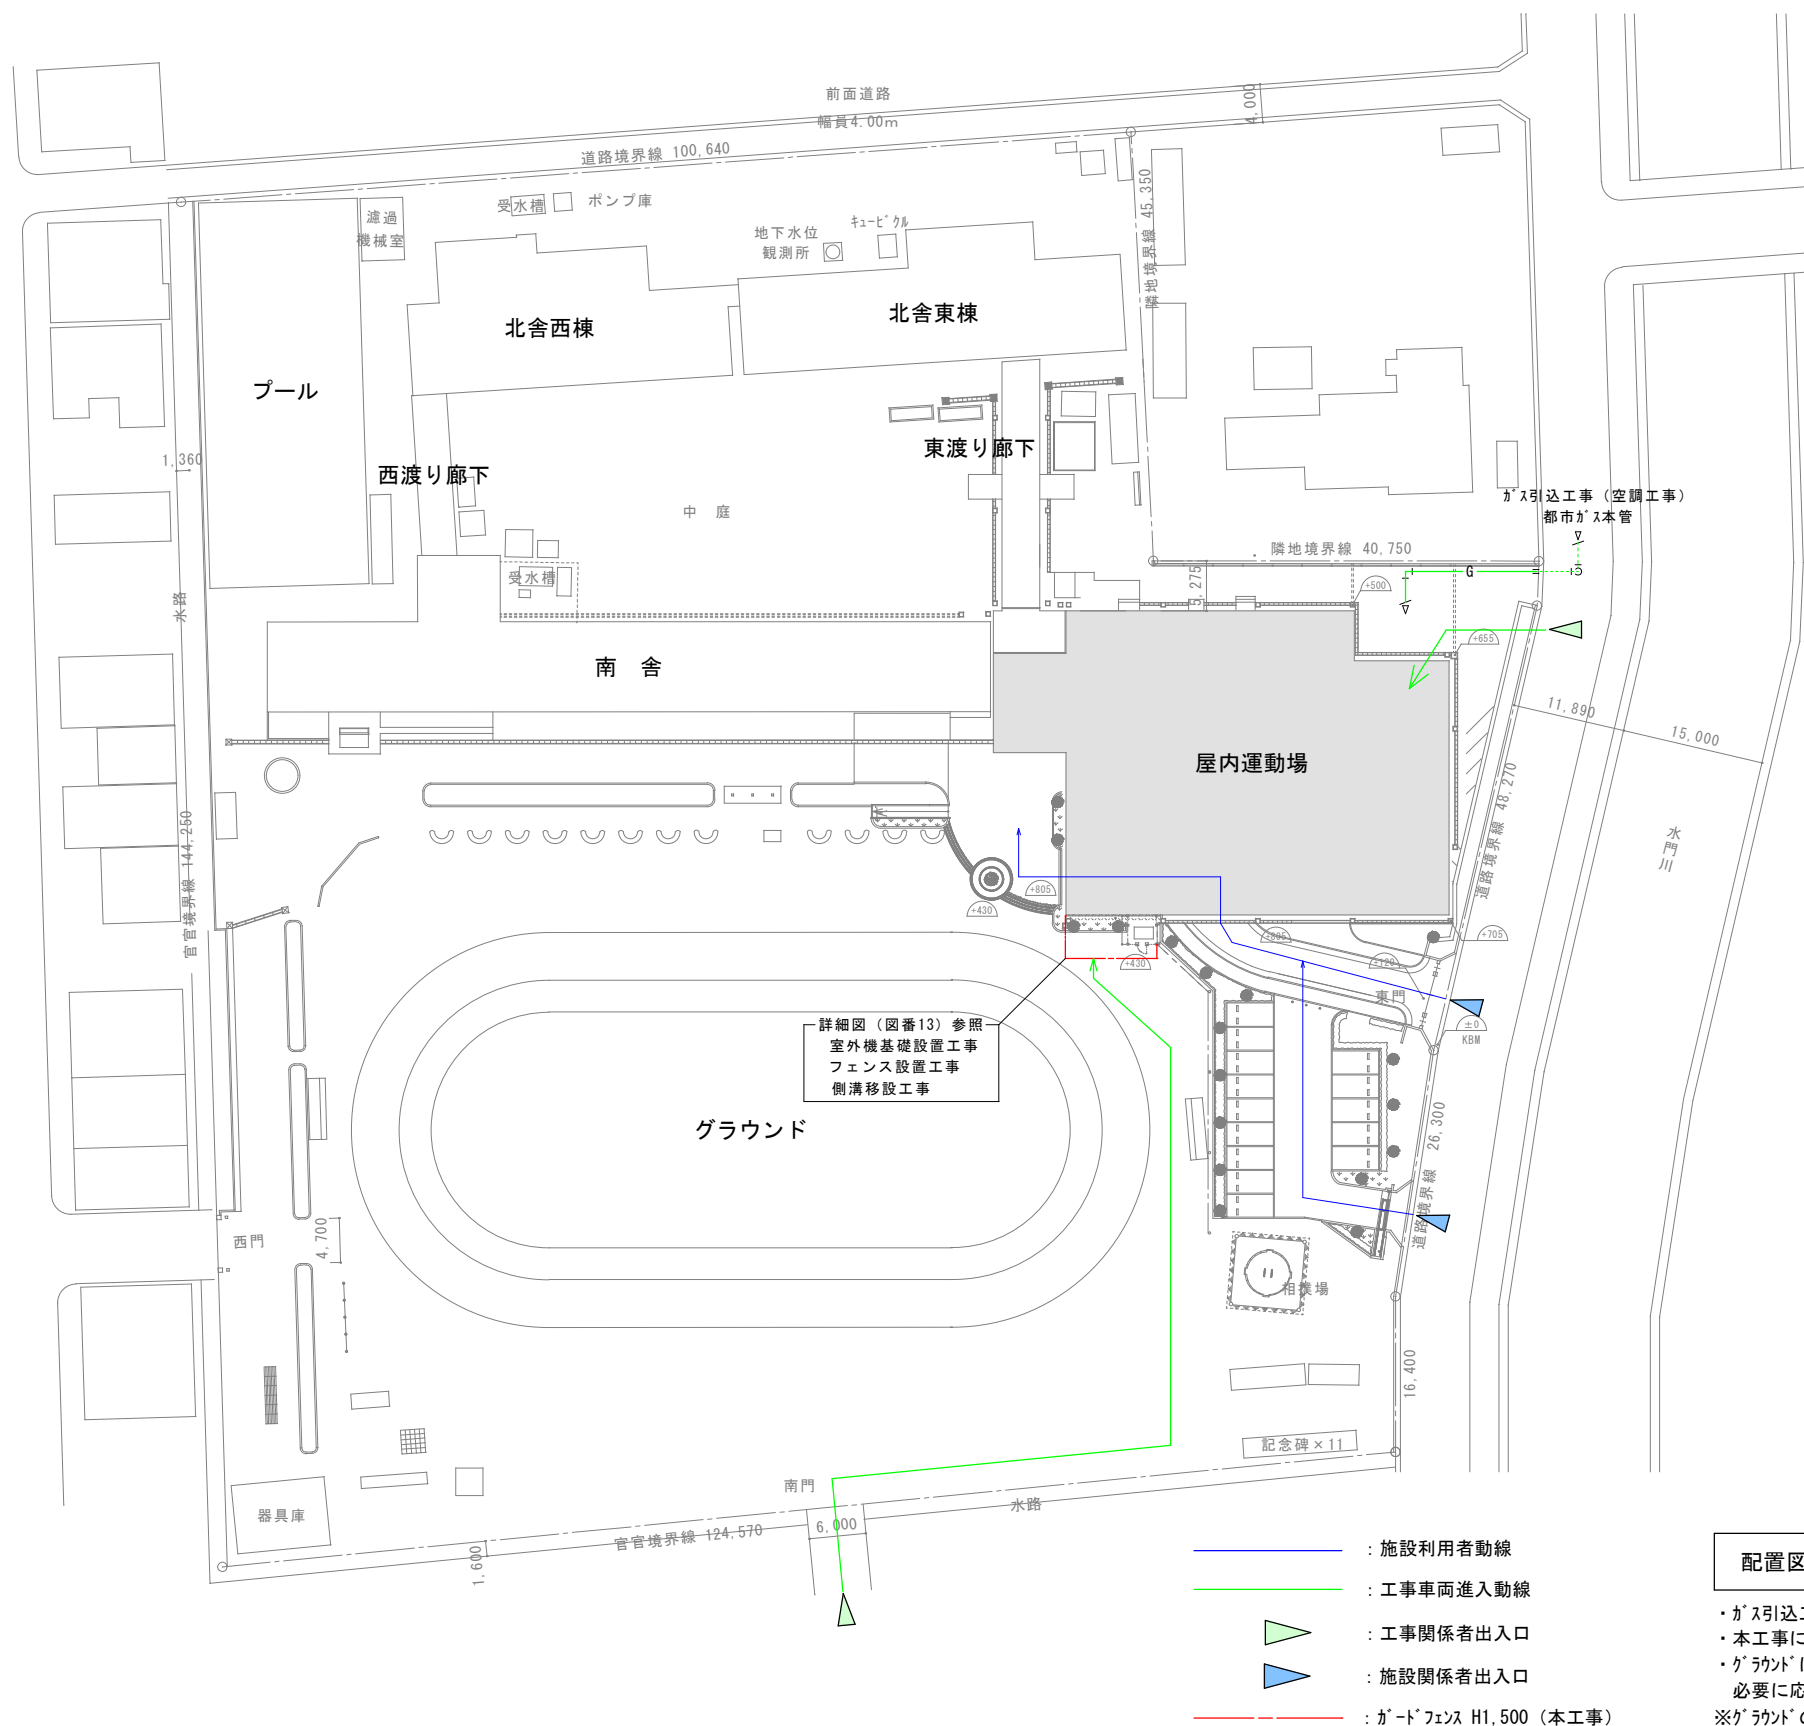 前面道路
幅員4.00m
4,000
道路境界線 100,640
受水槽
ポンプ庫
濾過
機械室
地下水位
観測所
ｷｭｰﾋﾞｸﾙ
隣地境界線 45,350
北舎西棟
北舎東棟
プール
1,360
西渡り廊下
東渡り廊下
中 庭
ｶﾞｽ引込工事（空調工事）
都市ｶﾞｽ本管
隣地境界線 40,750
G
5,275
+500
受水槽
水路
+655
南 舎
11,890
15,000
屋内運動場
道路境界線 48,270
水門川
官官境界線 144,250
+805
+430
+805
+705
+430
+120
東門
±0
KBM
詳細図（図番13）参照
室外機基礎設置工事
フェンス設置工事
側溝移設工事
グラウンド
道路境界線 26,300
西門
4,700
相撲場
16,400
記念碑×11
南門
水路
器具庫
官官境界線 124,570
6,000
1,600
：施設利用者動線
：工事車両進入動線
：工事関係者出入口
：施設関係者出入口
：ｶﾞｰﾄﾞﾌｪﾝｽ H1,500（本工事）
配置図
・ｶﾞｽ引込
・本工事に
・ｸﾞﾗｳﾝﾄﾞ
必要に応
※ｸﾞﾗｳﾝﾄﾞの